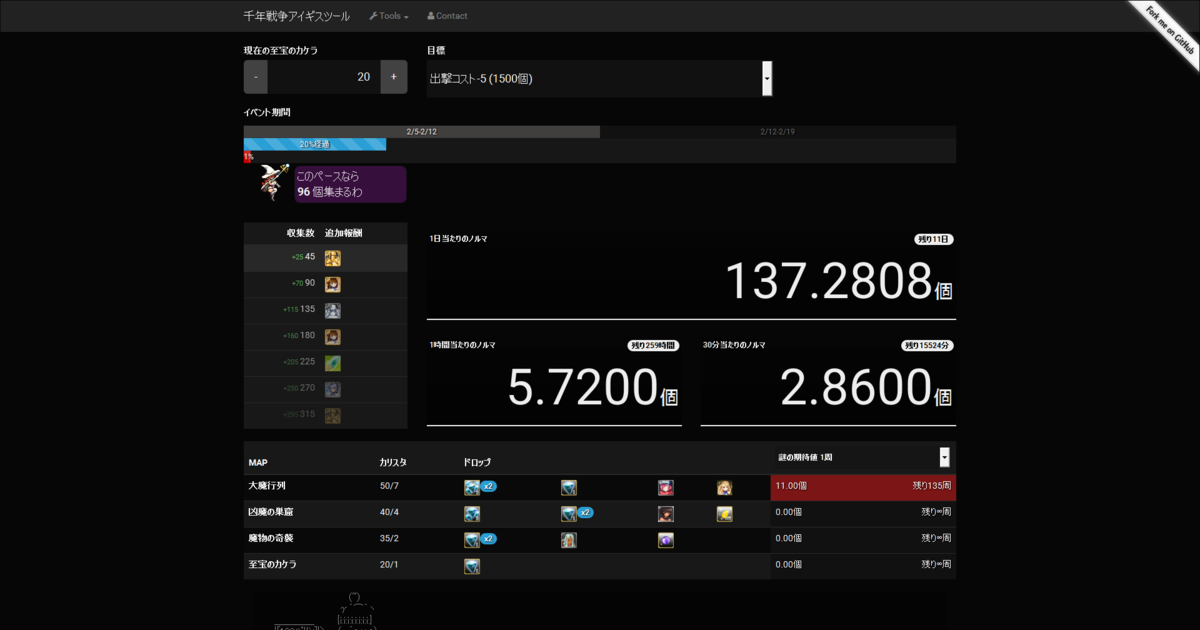 千年戦争アイギスツール Tools Contact
Fork me on GitHub
現在の至宝のカケラ 目標
- 20 + 出撃コスト-5 (1500個)
イベント期間
2/5-2/12 2/12-2/19
20%経過
1%
このペースなら
96 個集まるわ
収集数 追加報酬
+25 45
+70 90
+115 135
+160 180
+205 225
+250 270
+295 315
1日当たりのノルマ 残り11日
137.2808個
1時間当たりのノルマ 残り259時間
5.7200個
30分当たりのノルマ 残り15524分
2.8600個
MAP カリスタ ドロップ 謎の期待値 1周
大魔行列 50/7 x2 11.00個 残り135周
凶魔の巣窟 40/4 x2 0.00個 残り∞周
魔物の奇襲 35/2 x2 0.00個 残り∞周
至宝のカケラ 20/1 0.00個 残り∞周